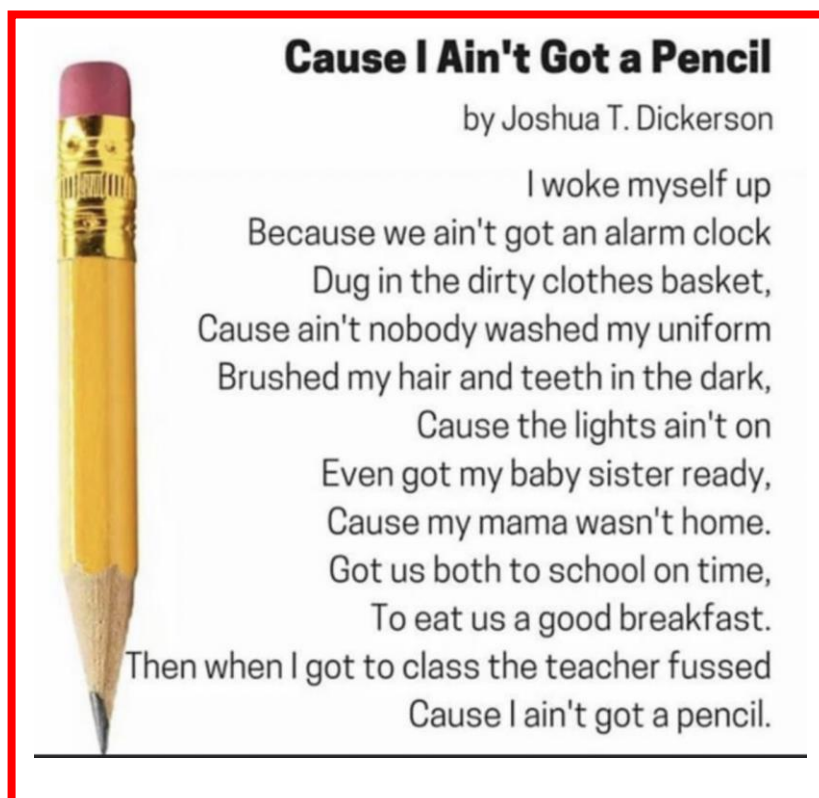 Cause I Ain't Got a Pencil
by Joshua T. Dickerson
I woke myself up
Because we ain't got an alarm clock
Dug in the dirty clothes basket,
Cause ain't nobody washed my uniform
Brushed my hair and teeth in the dark,
Cause the lights ain't on
Even got my baby sister ready,
Cause my mama wasn't home.
Got us both to school on time,
To eat us a good breakfast.
Then when I got to class the teacher fussed
Cause I ain't got a pencil.